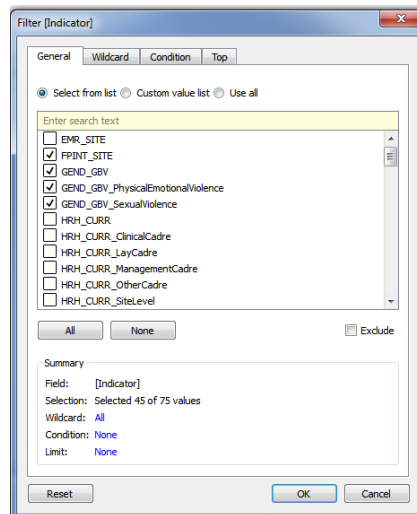 Filter [Indicator]
General Wildcard Condition Top
Select from list Custom value list Use all
Enter search text
EMR_SITE
FPINT_SITE
GEND_GBV
GEND_GBV_PhysicalEmotionalViolence
GEND_GBV_SexualViolence
HRH_CURR
HRH_CURR_ClinicalCadre
HRH_CURR_LayCadre
HRH_CURR_ManagementCadre
HRH_CURR_OtherCadre
HRH_CURR_SiteLevel
All None Exclude
Summary
Field: [Indicator]
Selection: Selected 45 of 75 values
Wildcard: All
Condition: None
Limit: None
Reset OK Cancel